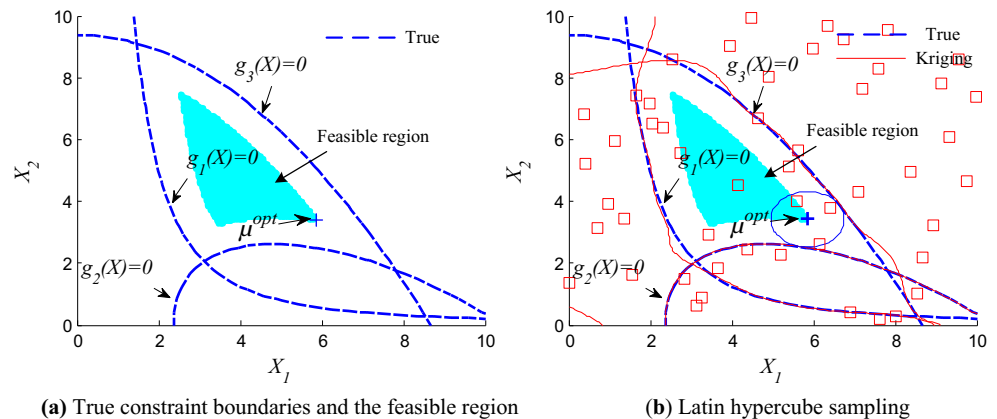 True
g3(X)=0
Feasible region
g1(X)=0
μopt
g2(X)=0
X2
10
8
6
4
2
0
0 2 4 6 8 10
X1
(a) True constraint boundaries and the feasible region
True
Kriging
g3(X)=0
Feasible region
g1(X)=0
μopt
g2(X)=0
X2
10
8
6
4
2
0
0 2 4 6 8 10
X1
(b) Latin hypercube sampling